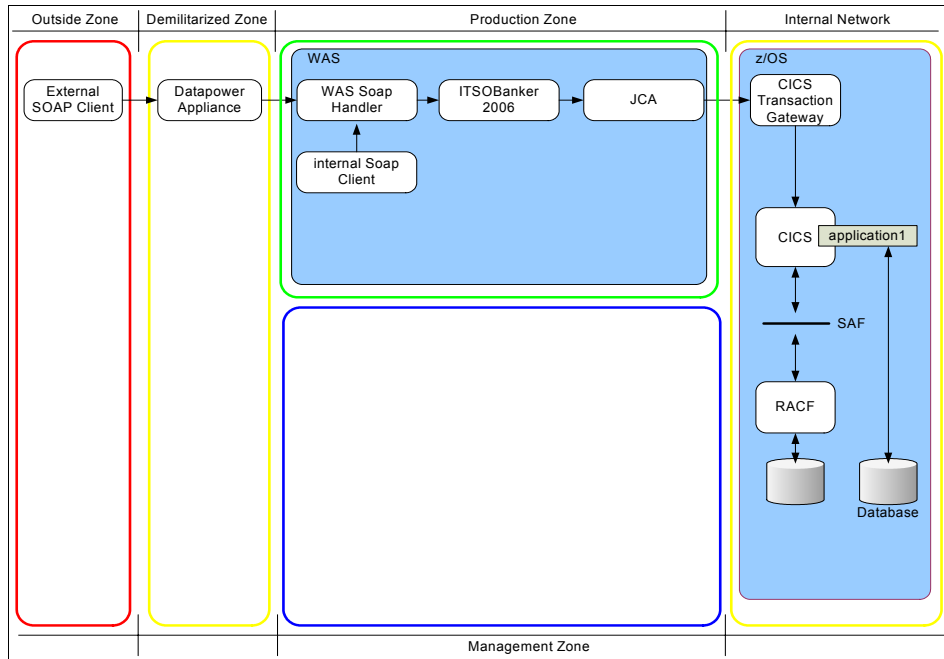 Outside Zone
Demilitarized Zone
Production Zone
Internal Network
WAS
z/OS
External
SOAP Client
Datapower
Appliance
WAS Soap
Handler
ITSOBanker
2006
JCA
CICS
Transaction
Gateway
internal Soap
Client
CICS
application1
SAF
RACF
Database
Management Zone